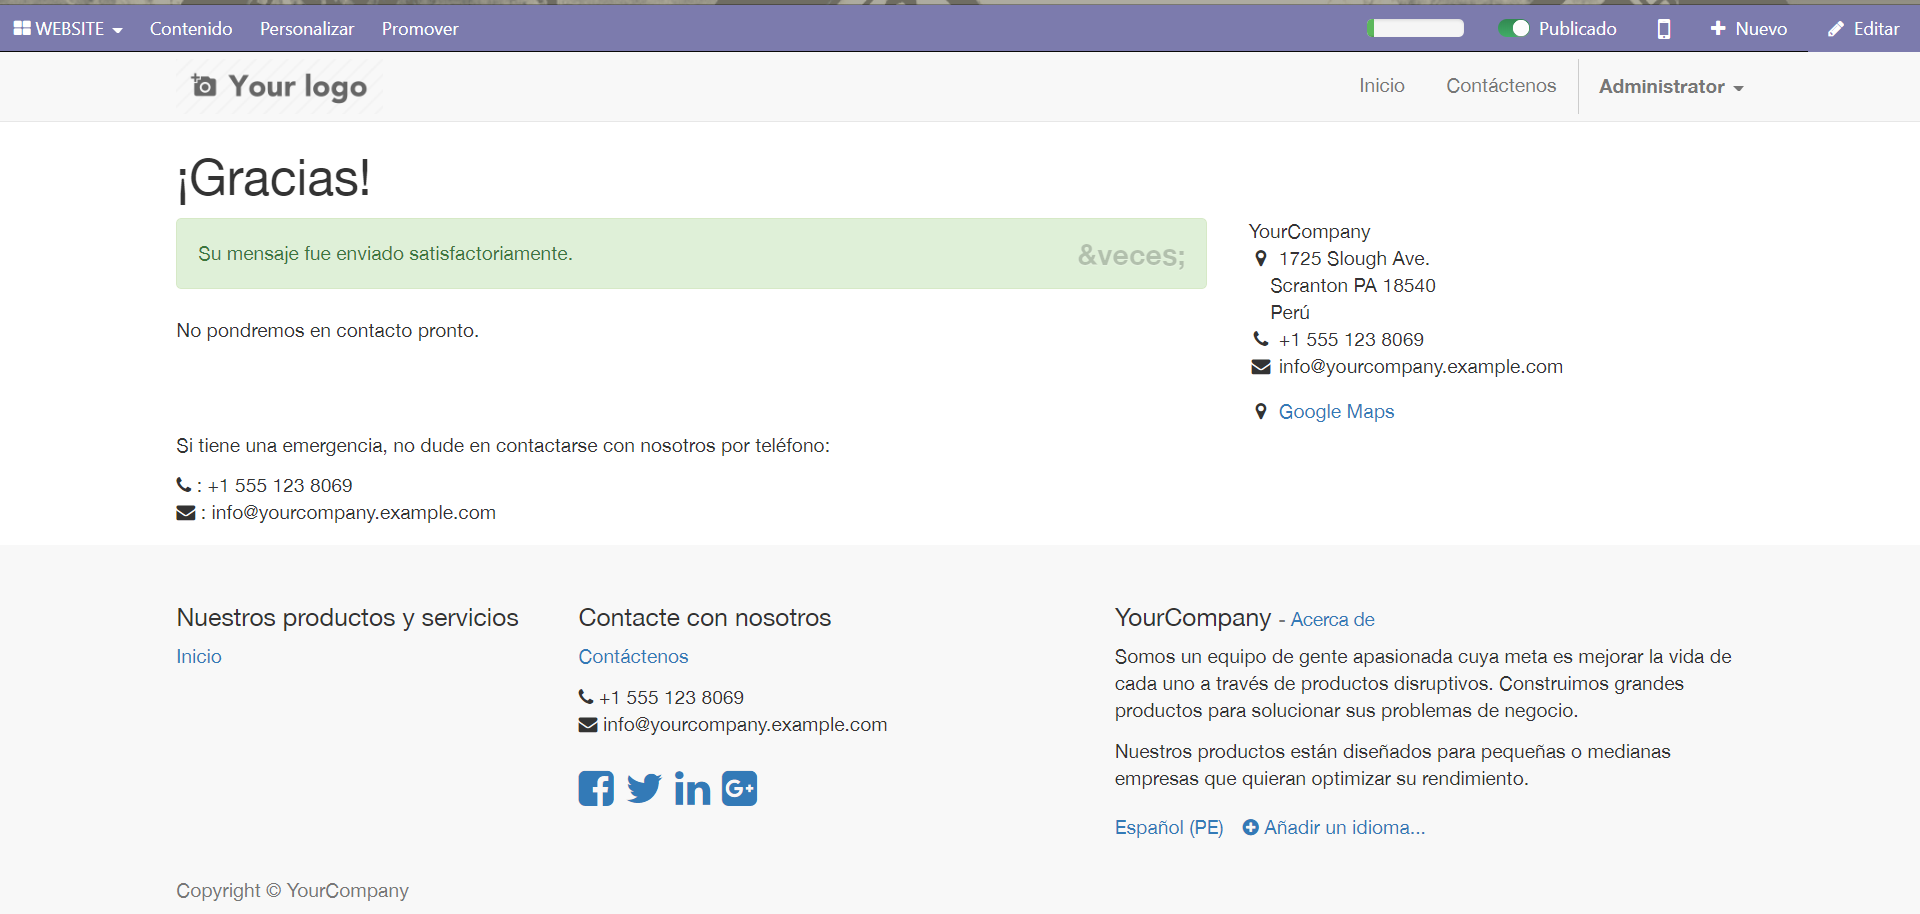 WEBSITE Contenido Personalizar Promover Publicado Nuevo Editar
Your logo Inicio Contáctenos Administrator
¡Gracias!
Su mensaje fue enviado satisfactoriamente. &veces;
No pondremos en contacto pronto.
Si tiene una emergencia, no dude en contactarse con nosotros por teléfono:
: +1 555 123 8069
: info@yourcompany.example.com
YourCompany
1725 Slough Ave.
Scranton PA 18540
Perú
+1 555 123 8069
info@yourcompany.example.com
Google Maps
Nuestros productos y servicios
Inicio
Contacte con nosotros
Contáctenos
+1 555 123 8069
info@yourcompany.example.com
YourCompany - Acerca de
Somos un equipo de gente apasionada cuya meta es mejorar la vida de
cada uno a través de productos disruptivos. Construimos grandes
productos para solucionar sus problemas de negocio.
Nuestros productos están diseñados para pequeñas o medianas
empresas que quieran optimizar su rendimiento.
Español (PE) Añadir un idioma...
Copyright © YourCompany